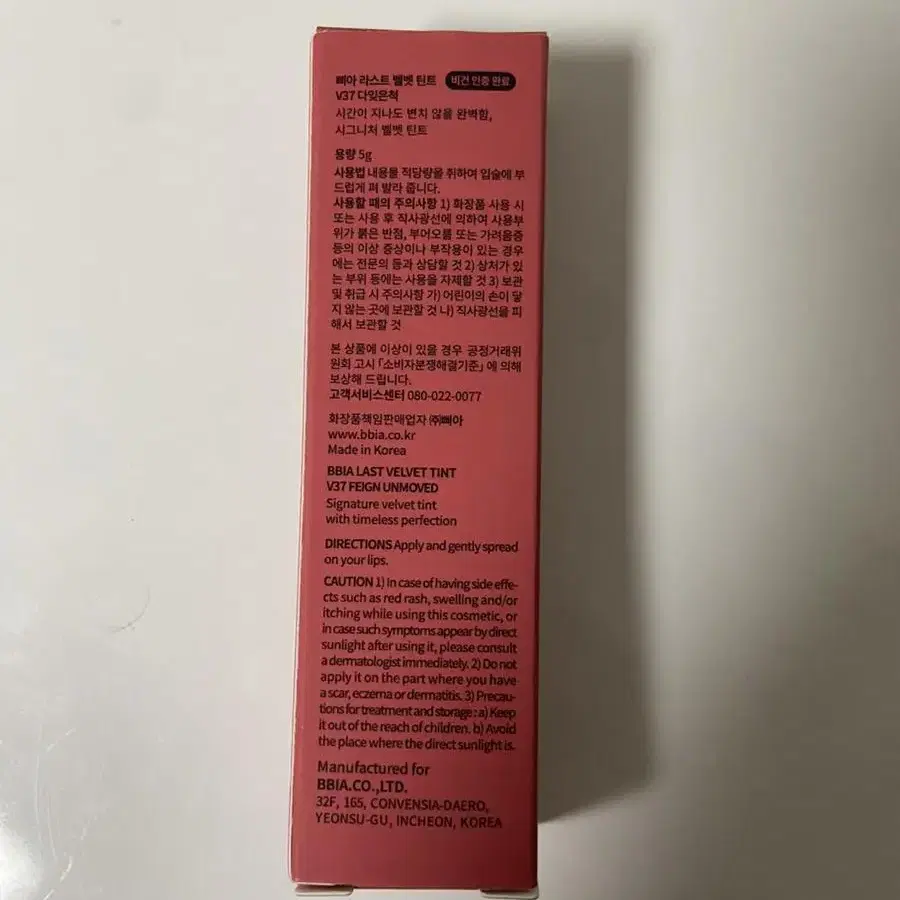 삐아 라스트 벨벳 틴트 비건 인증 완료
V37 다잊은척
시간이 지나도 변치 않을 완벽함,
시그니처 벨벳 틴트
용량 5g
사용법 내용물 적당량을 취하여 입술에 부
드럽게 펴 발라 줍니다.
사용할 때의 주의사항 1) 화장품 사용 시
또는 사용 후 직사광선에 의하여 사용부
위가 붉은 반점, 부어오름 또는 가려움증
등의 이상 증상이나 부작용이 있는 경우
에는 전문의 등과 상담할 것 2) 상처가 있
는 부위 등에는 사용을 자제할 것 3) 보관
및 취급 시 주의사항 가) 어린이의 손이 닿
지 않는 곳에 보관할 것 나) 직사광선을 피
해서 보관할 것
본 상품에 이상이 있을 경우 공정거래위
원회 고시 「소비자분쟁해결기준」에 의해
보상해 드립니다.
고객서비스센터 080-022-0077
화장품책임판매업자 ㈜삐아
www.bbia.co.kr
Made in Korea
BBIA LAST VELVET TINT
V37 FEIGN UNMOVED
Signature velvet tint
with timeless perfection
DIRECTIONS Apply and gently spread
on your lips.
CAUTION 1) In case of having side effe-
cts such as red rash, swelling and/or
itching while using this cosmetic, or
in case such symptoms appear by direct
sunlight after using it, please consult
a dermatologist immediately. 2) Do not
apply it on the part where you have
a scar, eczema or dermatitis. 3) Precau-
tions for treatment and storage : a) Keep
it out of the reach of children. b) Avoid
the place where the direct sunlight is.
Manufactured for
BBIA.CO.,LTD.
32F, 165, CONVENSIA-DAERO,
YEONSU-GU, INCHEON, KOREA